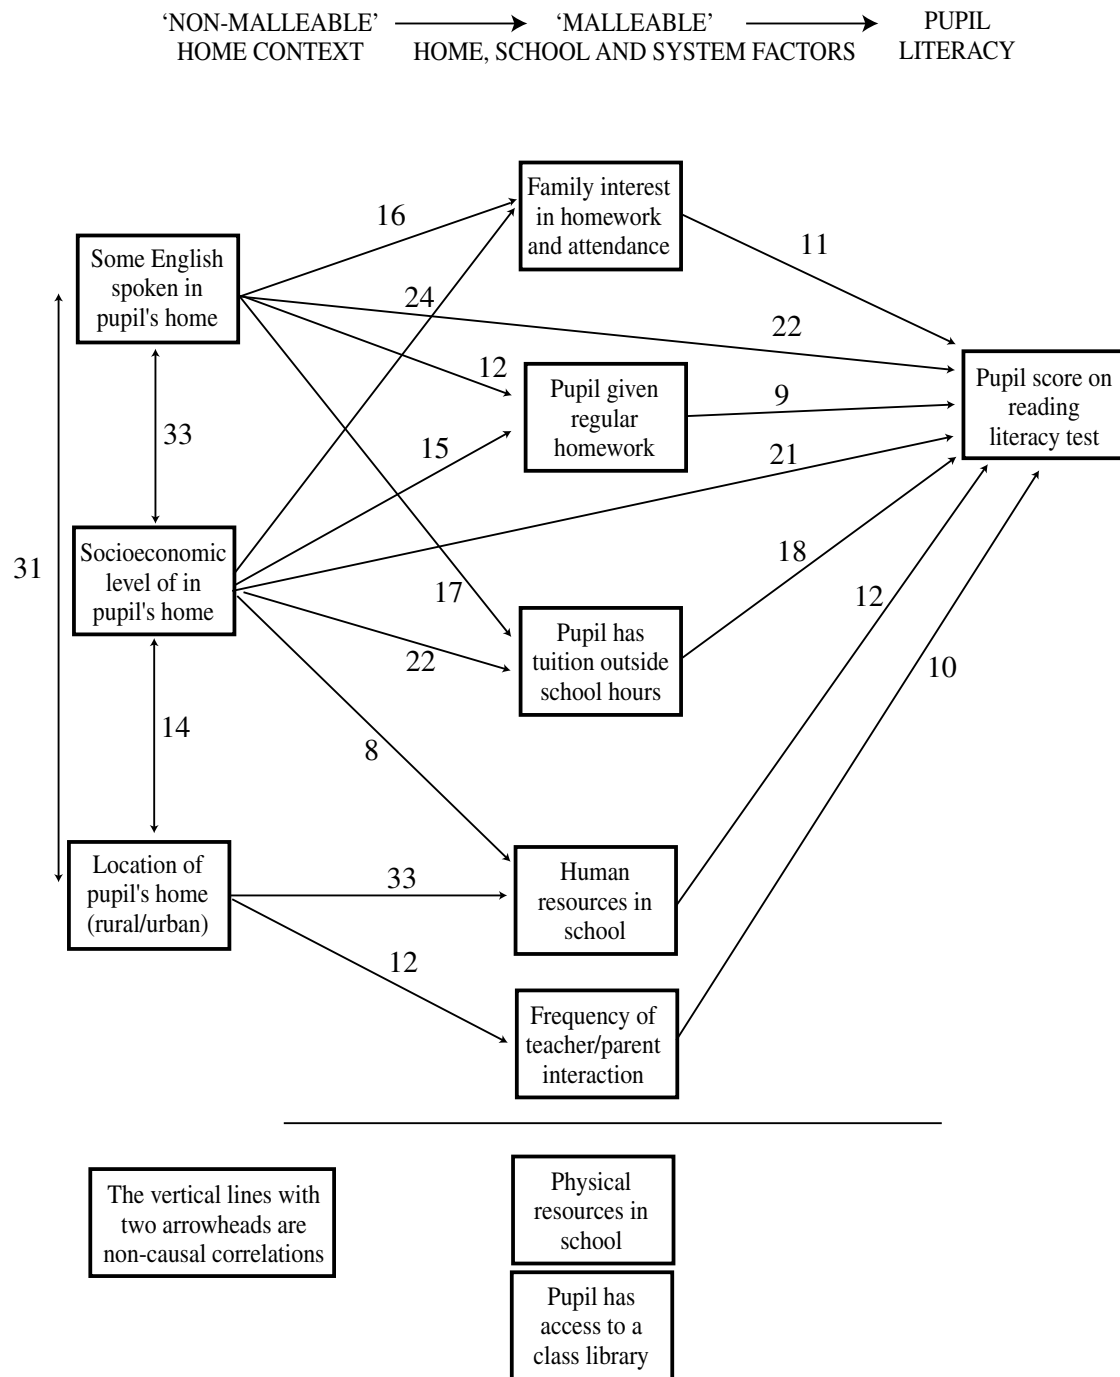 ‘NON-MALLEABLE’
HOME CONTEXT
‘MALLEABLE’
HOME, SCHOOL AND SYSTEM FACTORS
PUPIL
LITERACY
Some English
spoken in
pupil's home
Socioeconomic
level of in
pupil's home
Location of
pupil's home
(rural/urban)
31
33
14
16
24
12
15
17
22
8
33
12
Family interest
in homework
and attendance
Pupil given
regular
homework
Pupil has
tuition outside
school hours
Human
resources in
school
Frequency of
teacher/parent
interaction
11
22
9
21
18
12
10
Pupil score on
reading
literacy test
The vertical lines with
two arrowheads are
non-causal correlations
Physical
resources in
school
Pupil has
access to a
class library